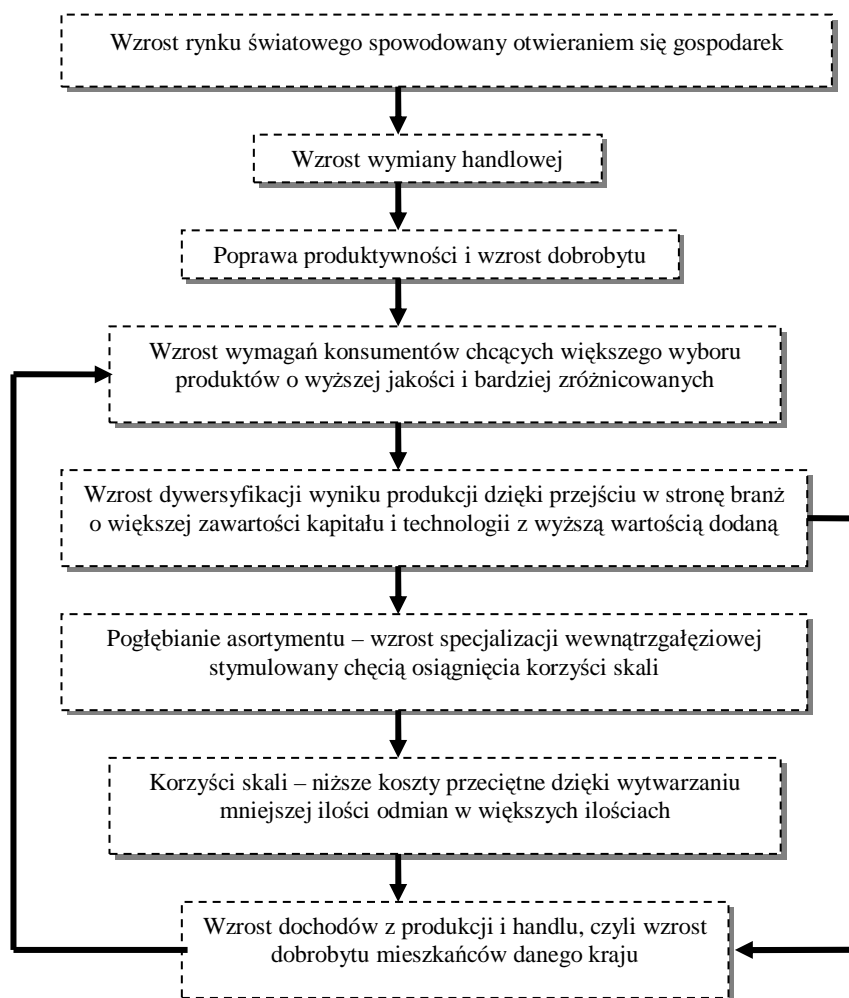 Wzrost rynku światowego spowodowany otwieraniem się gospodarek
Wzrost wymiany handlowej
Poprawa produktywności i wzrost dobrobytu
Wzrost wymagań konsumentów chcących większego wyboru
produktów o wyższej jakości i bardziej zróżnicowanych
Wzrost dywersyfikacji wyniku produkcji dzięki przejściu w stronę branż
o większej zawartości kapitału i technologii z wyższą wartością dodaną
Pogłębianie asortymentu – wzrost specjalizacji wewnątrzgałęziowej
stymulowany chęcią osiągnięcia korzyści skali
Korzyści skali – niższe koszty przeciętne dzięki wytwarzaniu
mniejszej ilości odmian w większych ilościach
Wzrost dochodów z produkcji i handlu, czyli wzrost
dobrobytu mieszkańców danego kraju